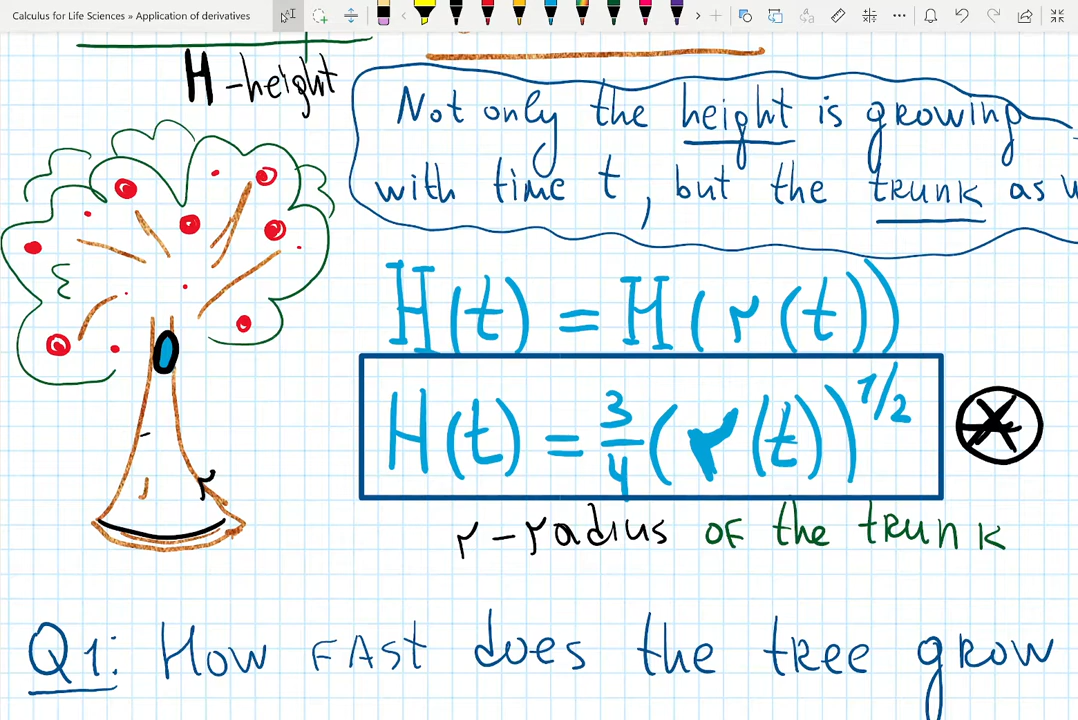 Calculus for Life Sciences » Application of derivatives
H - height
Not only the height is growing
with time t, but the trunk as
H(t) = H(r(t))
H(t) = 3/4 (r(t))^1/2
r
r - radius of the trunk
Q1: How fast does the tree grow